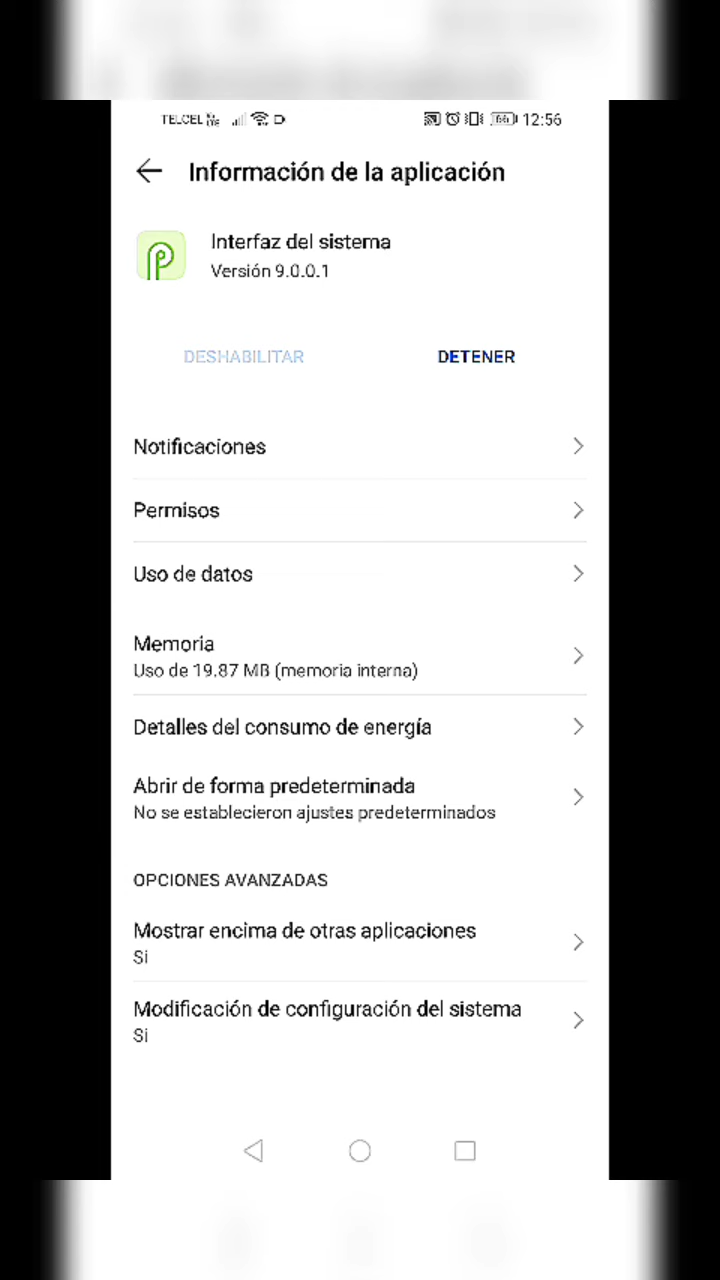 TELCEL 12:56
Información de la aplicación
Interfaz del sistema
Versión 9.0.0.1
DESHABILITAR DETENER
Notificaciones
Permisos
Uso de datos
Memoria
Uso de 19.87 MB (memoria interna)
Detalles del consumo de energía
Abrir de forma predeterminada
No se establecieron ajustes predeterminados
OPCIONES AVANZADAS
Mostrar encima de otras aplicaciones
Sí
Modificación de configuración del sistema
Sí